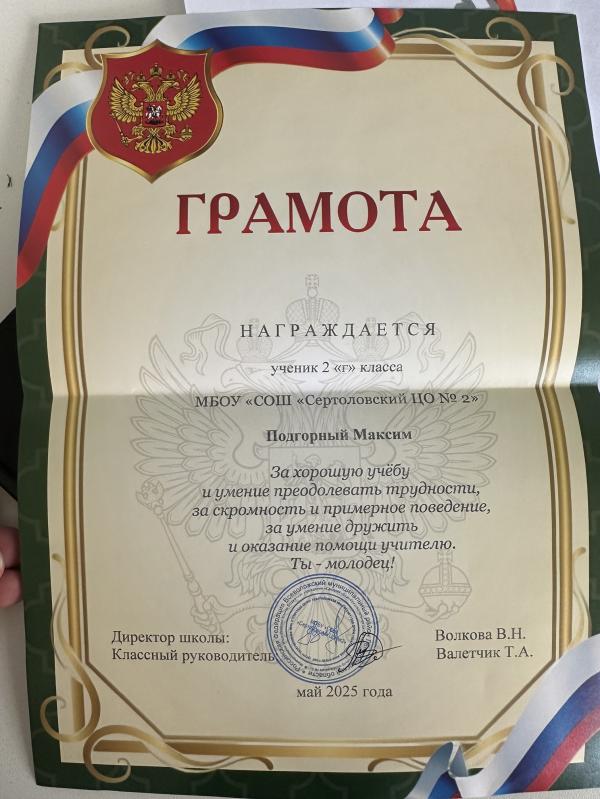 ГРАМОТА
НАГРАЖДАЕТСЯ
ученик 2 «г» класса
МБОУ «СОШ «Сертоловский ЦО № 2»
Подгорный Максим
За хорошую учёбу
и умение преодолевать трудности,
за скромность и примерное поведение,
за умение дружить
и оказание помощи учителю.
Ты - молодец!
Директор школы: Волкова В.Н.
Классный руководитель Валетчик Т.А.
май 2025 года